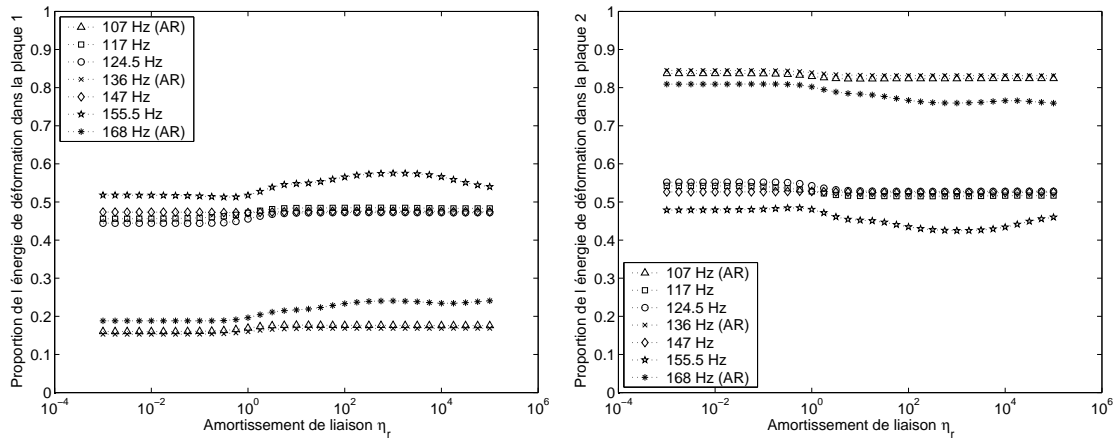 Proportion de l énergie de déformation dans la plaque 1
1
0.9
0.8
0.7
0.6
0.5
0.4
0.3
0.2
0.1
0
107 Hz (AR)
117 Hz
124.5 Hz
136 Hz (AR)
147 Hz
155.5 Hz
168 Hz (AR)
10^-4 10^-2 10^0 10^2 10^4 10^6
Amortissement de liaison η_r
Proportion de l énergie de déformation dans la plaque 2
1
0.9
0.8
0.7
0.6
0.5
0.4
0.3
0.2
0.1
0
107 Hz (AR)
117 Hz
124.5 Hz
136 Hz (AR)
147 Hz
155.5 Hz
168 Hz (AR)
10^-4 10^-2 10^0 10^2 10^4 10^6
Amortissement de liaison η_r